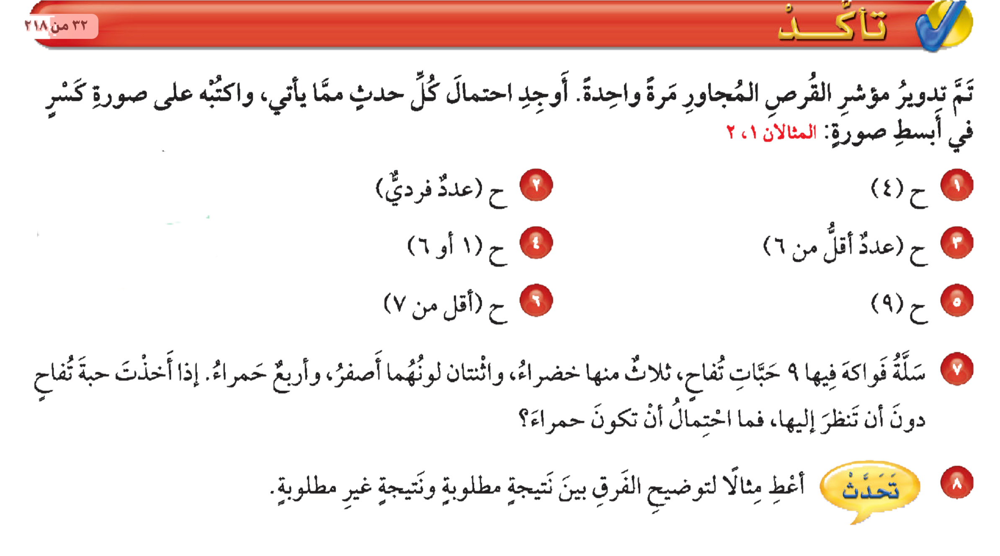 ٣٢ من ٢١٨
تأكَّـــدْ
تَمَّ تدويرُ مؤشرِ القُرصِ المُجاورِ مَرةً واحِدةً. أَوجِدِ احتمالَ كُلِّ حدثٍ ممَّا يأتي، واكتُبْه على صورةِ كَسْرٍ
في أَبسطِ صورةٍ: المثالان ١، ٢
١ ح (٤)
٢ ح (عددٌ فرديٌّ)
٣ ح (عددٌ أقلُّ من ٦)
٤ ح (١ أو ٦)
٥ ح (٩)
٦ ح (أقل من ٧)
٧ سَلَّةُ فَواكهَ فِيها ٩ حَبَّاتِ تُفاحٍ، ثلاثٌ منها خضراءُ، واثْنتان لونُهُما أَصفرُ، وأربعٌ حَمراءُ. إذا أَخذْتَ حبةَ تُفاحٍ
دونَ أن تَنظرَ إليها، فما احْتِمالُ أنْ تكونَ حمراءَ؟
٨ تَحَدَّثْ أعْطِ مِثالًا لتوضيحِ الفَرقِ بينَ نَتيجةٍ مطلوبةٍ ونَتيجةٍ غيرِ مطلوبةٍ.